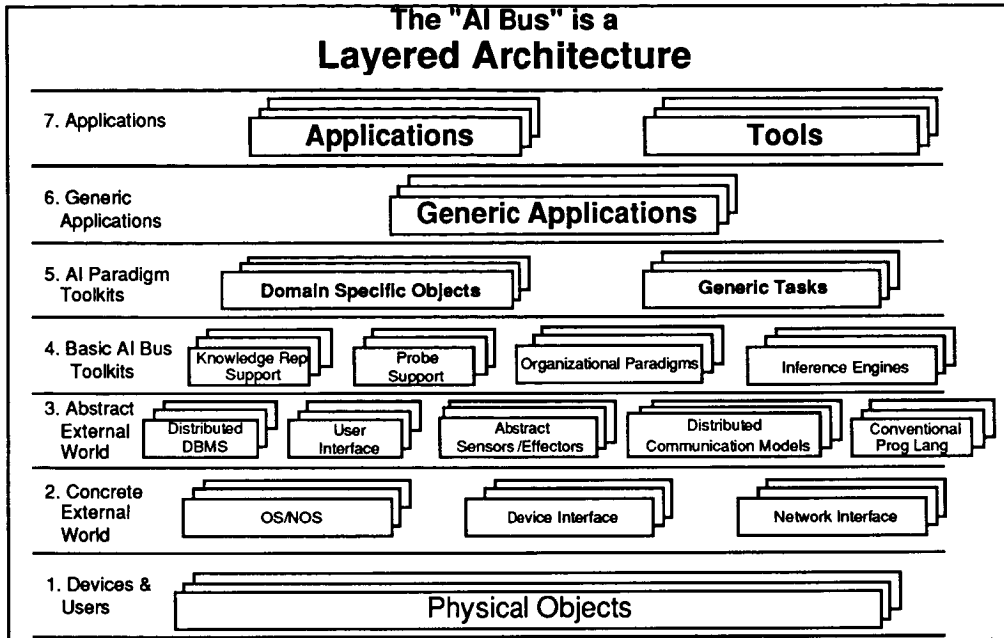 The "AI Bus" is a
Layered Architecture
7. Applications
Applications
Tools
6. Generic
Applications
Generic Applications
5. AI Paradigm
Toolkits
Domain Specific Objects
Generic Tasks
4. Basic AI Bus
Toolkits
Knowledge Rep
Support
Probe
Support
Organizational Paradigms
Inference Engines
3. Abstract
External
World
Distributed
DBMS
User
Interface
Abstract
Sensors /Effectors
Distributed
Communication Models
Conventional
Prog Lang
2. Concrete
External
World
OS/NOS
Device Interface
Network Interface
1. Devices &
Users
Physical Objects